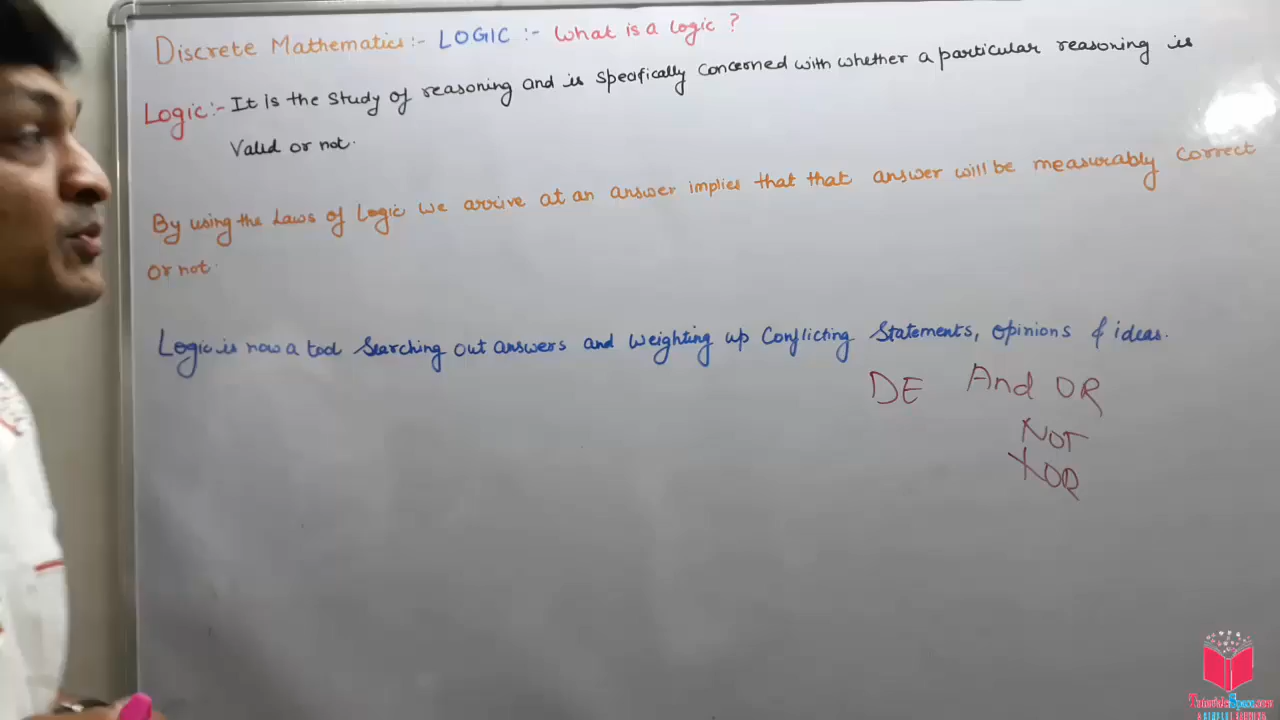 Discrete Mathematics:- LOGIC :- What is a logic ?
Logic:- It is the study of reasoning and is specifically concerned with whether a particular reasoning is
Valid or not.
By using the Laws of Logic we arrive at an answer implies that that answer will be measurably correct
or not.
Logic is now a tool Searching out answers and weighting up Conflicting Statements, opinions & ideas.
DE And OR
NOT
XOR